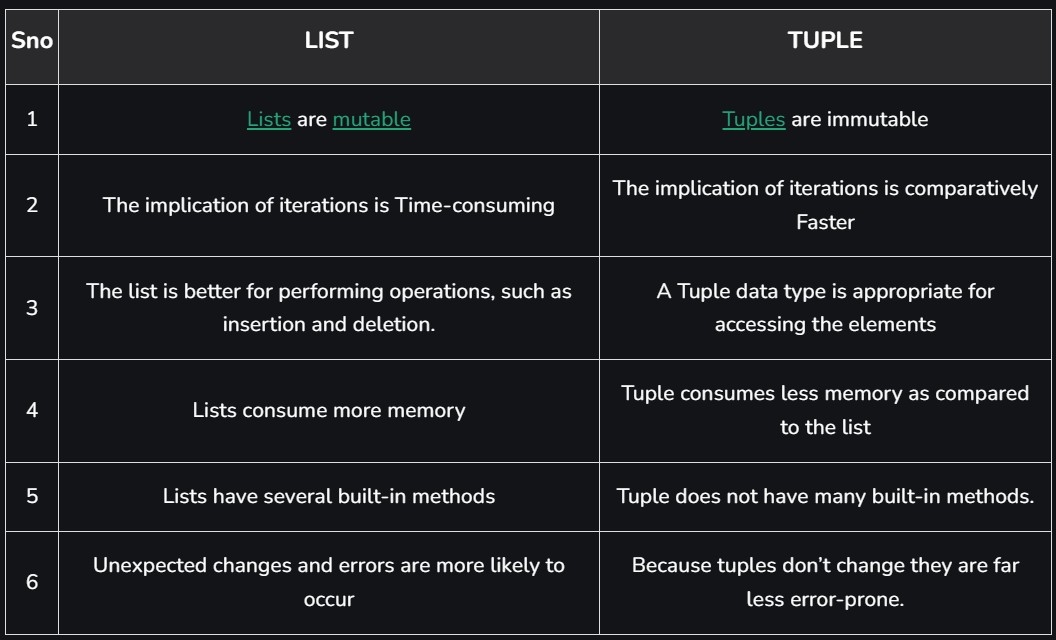 Sno LIST TUPLE
1 Lists are mutable Tuples are immutable
2 The implication of iterations is Time-consuming The implication of iterations is comparatively
Faster
3 The list is better for performing operations, such as
insertion and deletion. A Tuple data type is appropriate for
accessing the elements
4 Lists consume more memory Tuple consumes less memory as compared
to the list
5 Lists have several built-in methods Tuple does not have many built-in methods.
6 Unexpected changes and errors are more likely to
occur Because tuples don’t change they are far
less error-prone.